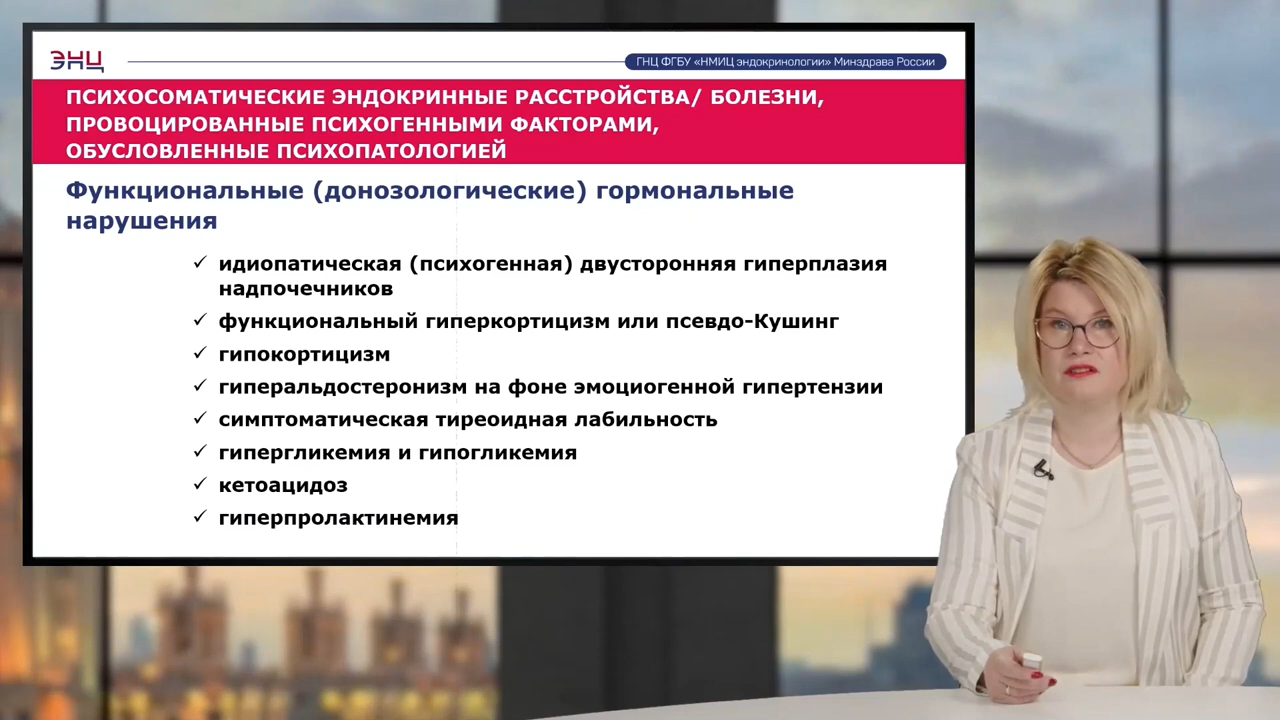 ЭНЦ
ГНЦ ФГБУ «НМИЦ эндокринологии» Минздрава России
ПСИХОСОМАТИЧЕСКИЕ ЭНДОКРИННЫЕ РАССТРОЙСТВА/ БОЛЕЗНИ,
ПРОВОЦИРОВАННЫЕ ПСИХОГЕННЫМИ ФАКТОРАМИ,
ОБУСЛОВЛЕННЫЕ ПСИХОПАТОЛОГИЕЙ
Функциональные (донозологические) гормональные
нарушения
✓ идиопатическая (психогенная) двусторонняя гиперплазия
надпочечников
✓ функциональный гиперкортицизм или псевдо-Кушинг
✓ гипокортицизм
✓ гиперальдостеронизм на фоне эмоциогенной гипертензии
✓ симптоматическая тиреоидная лабильность
✓ гипергликемия и гипогликемия
✓ кетоацидоз
✓ гиперпролактинемия